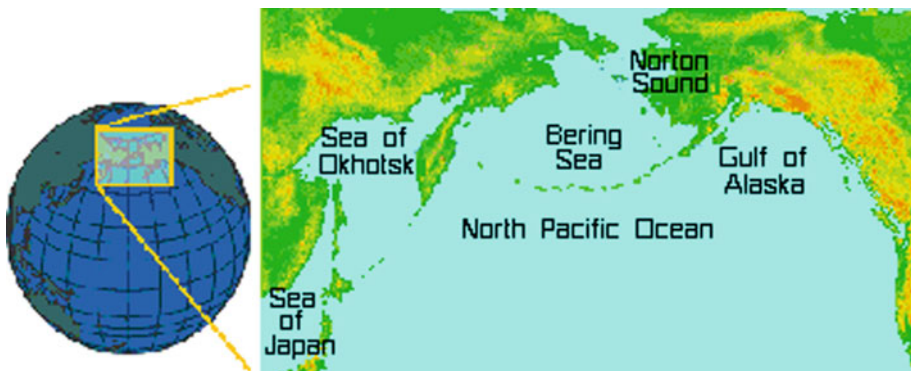 Norton
Sound
Sea of
Okhotsk
Bering
Sea
Gulf of
Alaska
North Pacific Ocean
Sea
of
Japan